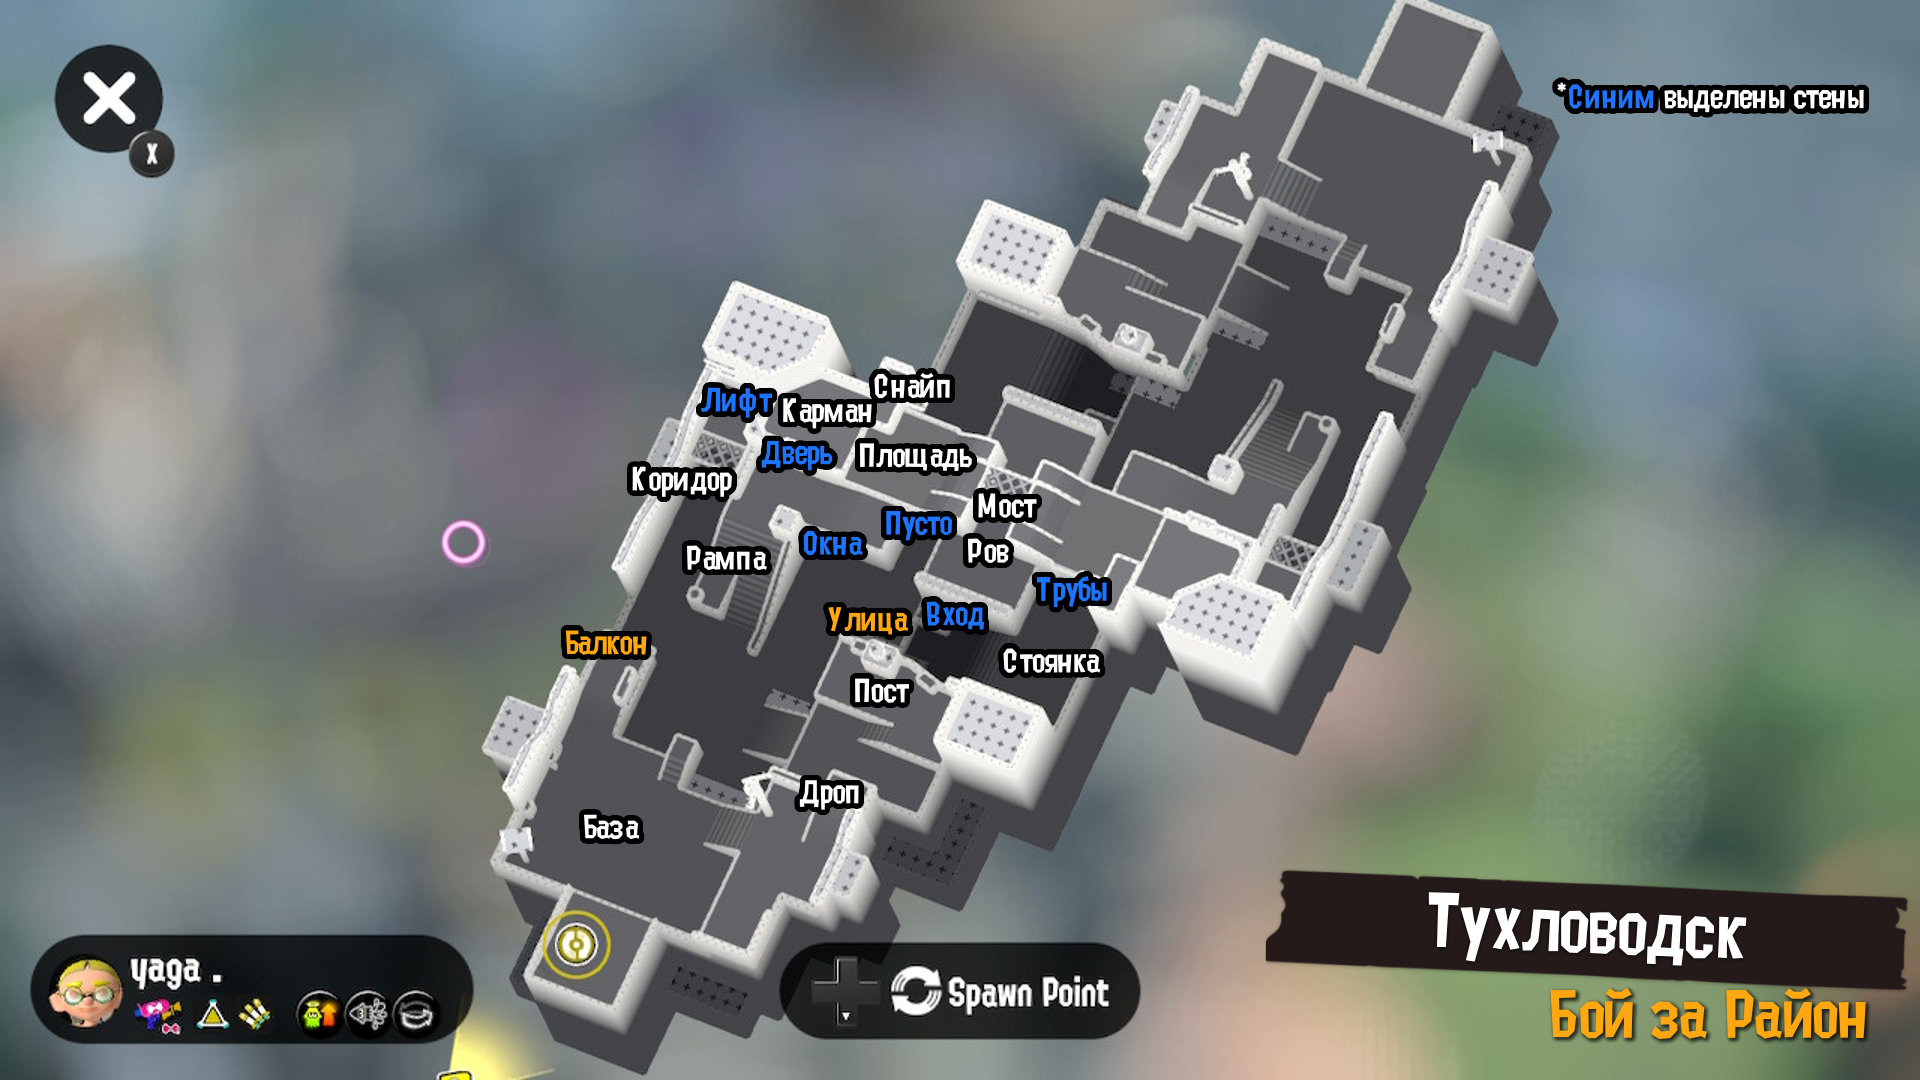 *Синим выделены стены
X
Снайп
Лифт
Карман
Дверь
Площадь
Коридор
Мост
Пусто
Окна
Ров
Рампа
Трубы
Улица
Вход
Балкон
Стоянка
Пост
Дроп
База
Тухловодск
Бой за Район
yaga .
3
Spawn Point